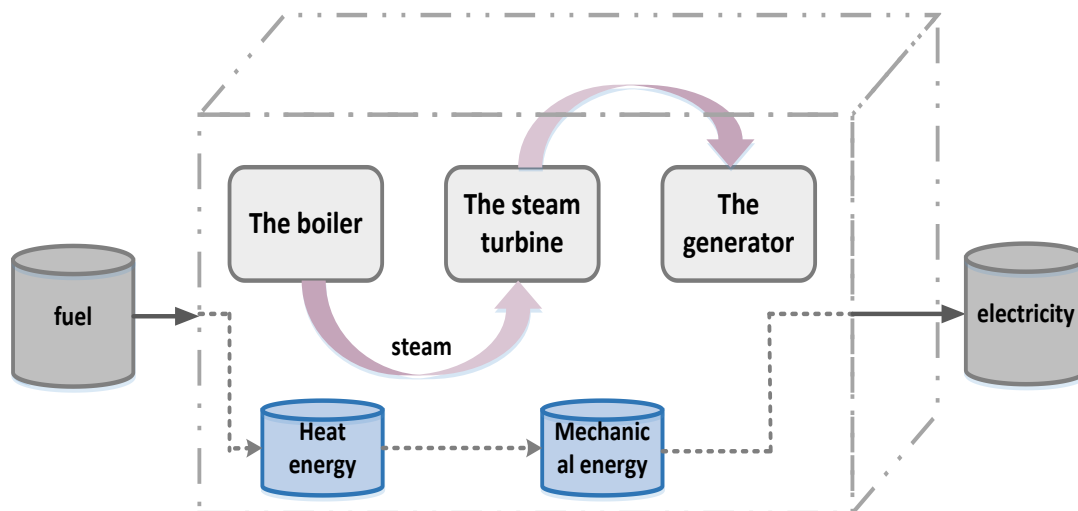 The boiler
The steam
turbine
The
generator
fuel
electricity
steam
Heat
energy
Mechanic
al energy